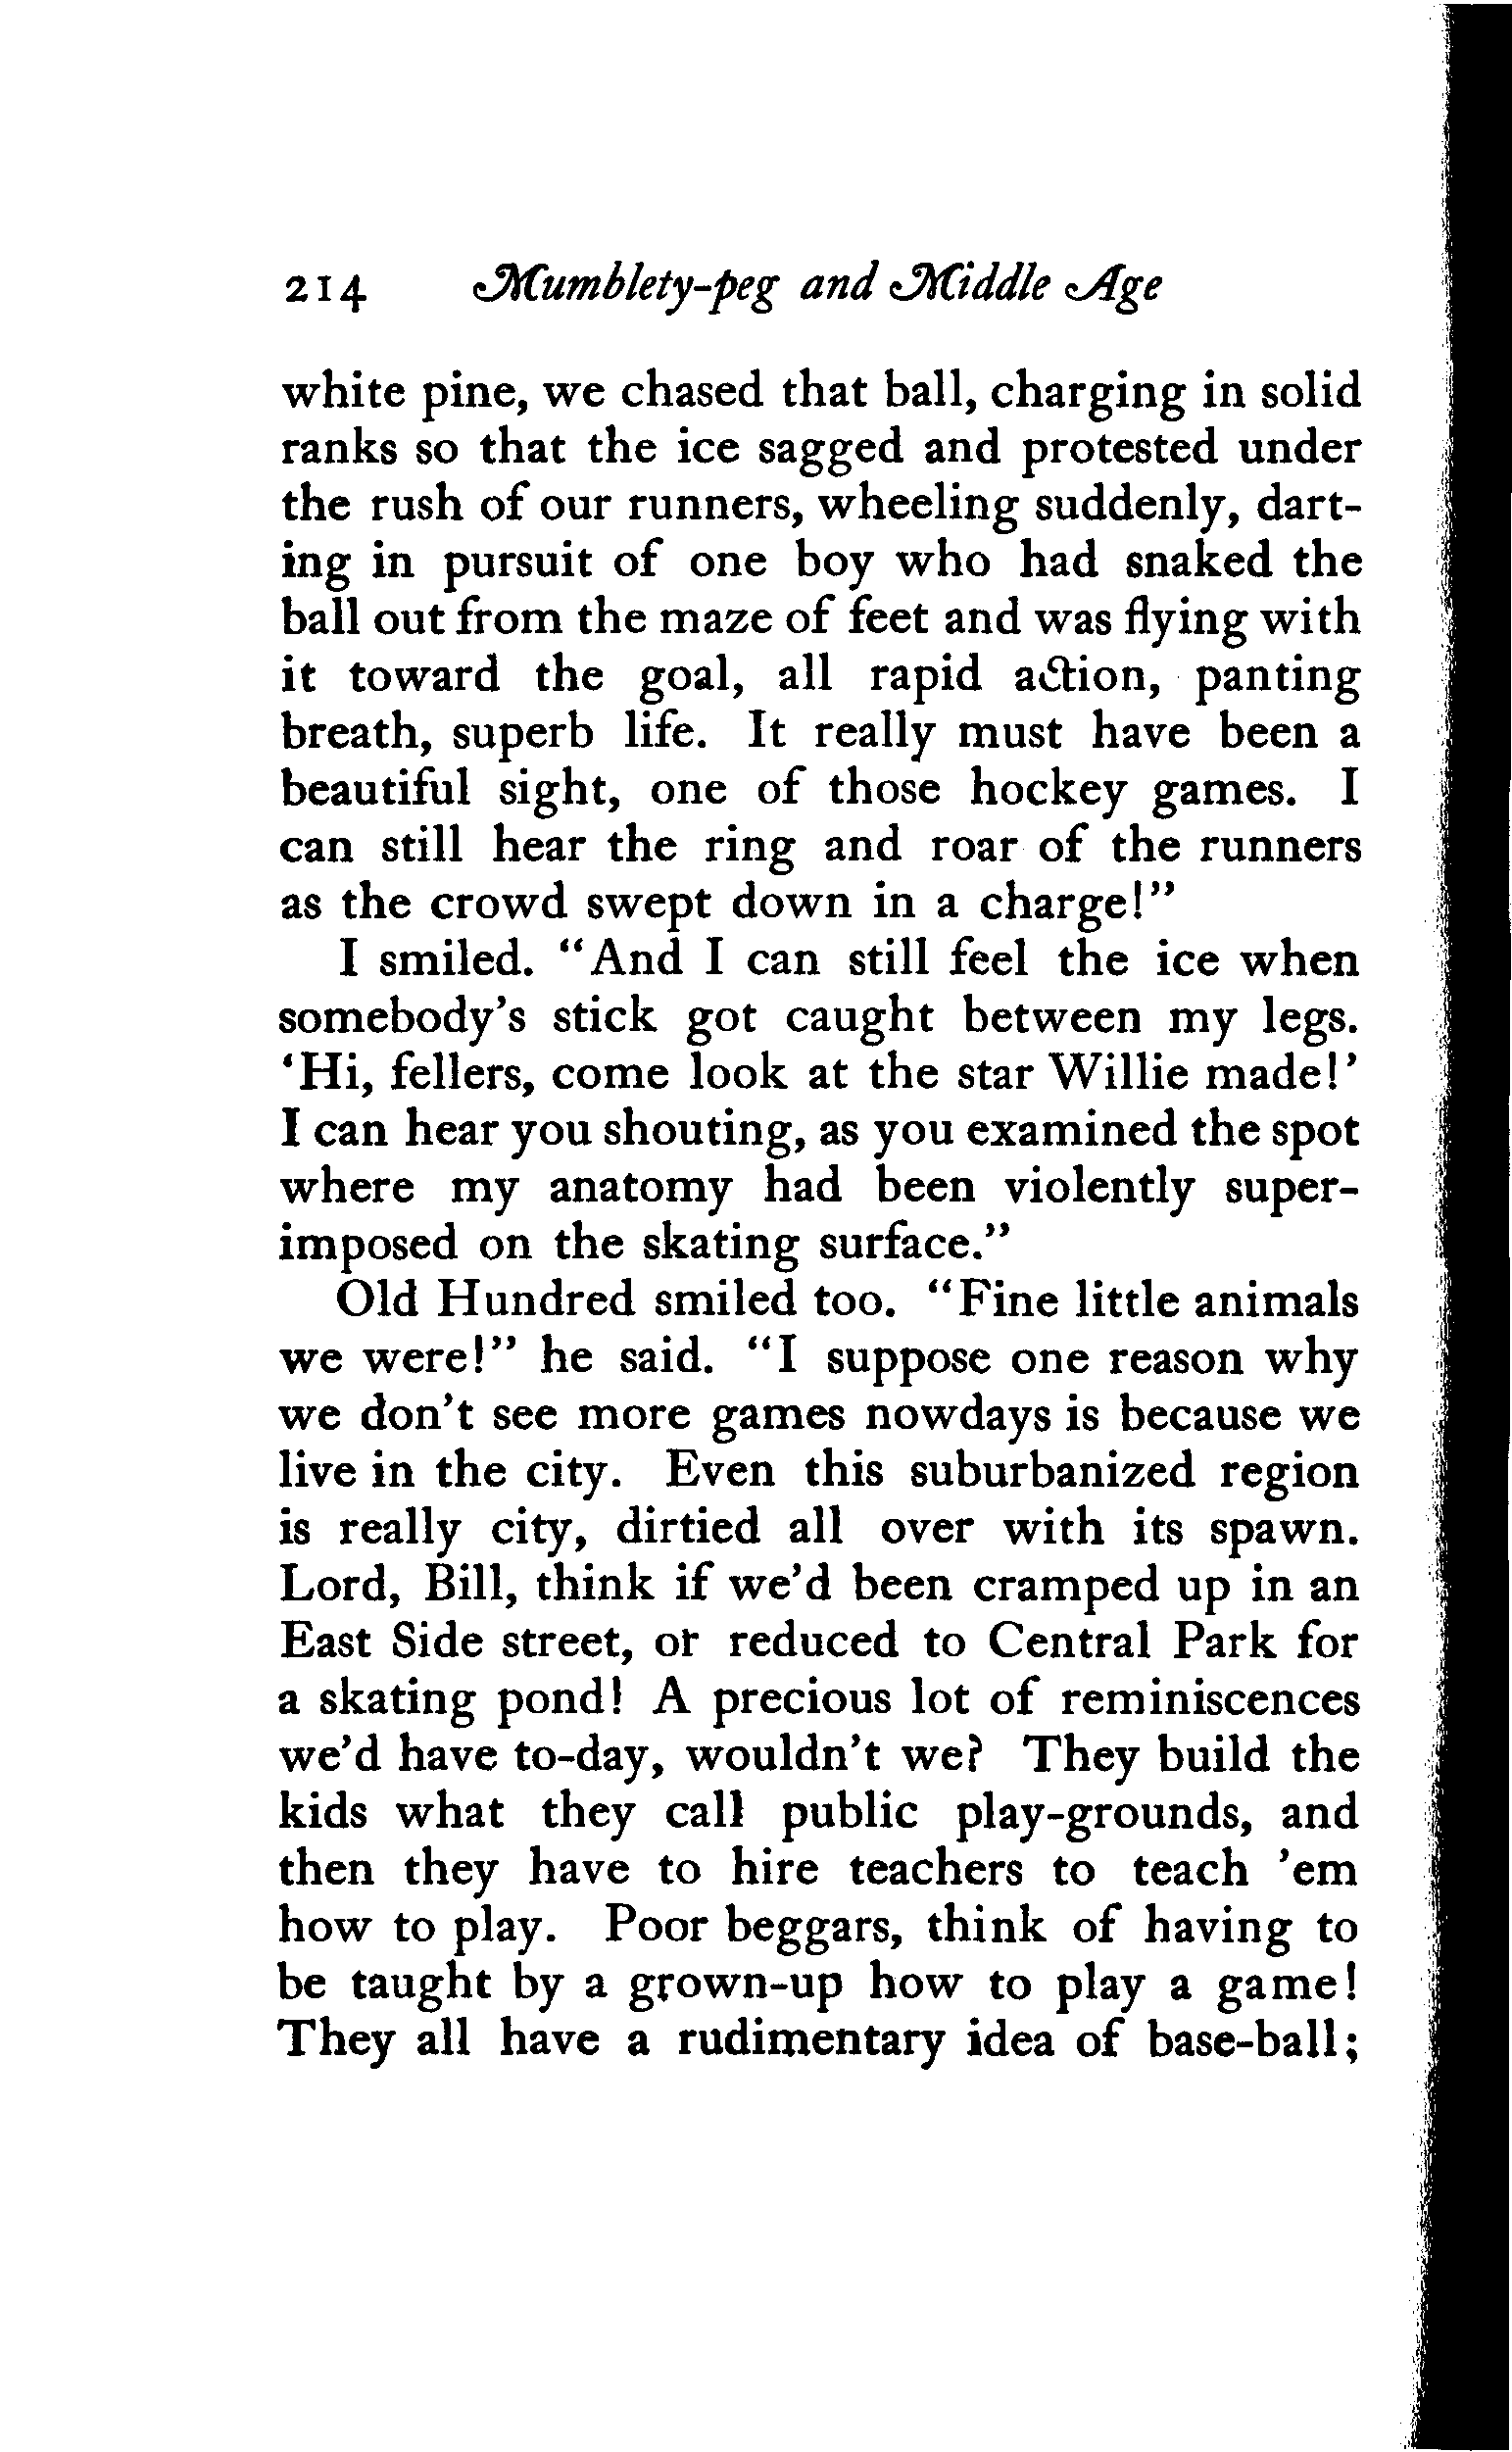 214 Mumblety-peg and Middle Age
white pine, we chased that ball, charging in solid
ranks so that the ice sagged and protested under
the rush of our runners, wheeling suddenly, dart-
ing in pursuit of one boy who had snaked the
ball out from the maze of feet and was flying with
it toward the goal, all rapid action, panting
breath, superb life. It really must have been a
beautiful sight, one of those hockey games. I
can still hear the ring and roar of the runners
as the crowd swept down in a charge!"
I smiled. "And I can still feel the ice when
somebody's stick got caught between my legs.
'Hi, fellers, come look at the star Willie made!'
I can hear you shouting, as you examined the spot
where my anatomy had been violently super-
imposed on the skating surface."
Old Hundred smiled too. "Fine little animals
we were!" he said. "I suppose one reason why
we don't see more games nowdays is because we
live in the city. Even this suburbanized region
is really city, dirtied all over with its spawn.
Lord, Bill, think if we'd been cramped up in an
East Side street, or reduced to Central Park for
a skating pond! A precious lot of reminiscences
we'd have to-day, wouldn't we? They build the
kids what they call public play-grounds, and
then they have to hire teachers to teach 'em
how to play. Poor beggars, think of having to
be taught by a grown-up how to play a game!
They all have a rudimentary idea of base-ball;